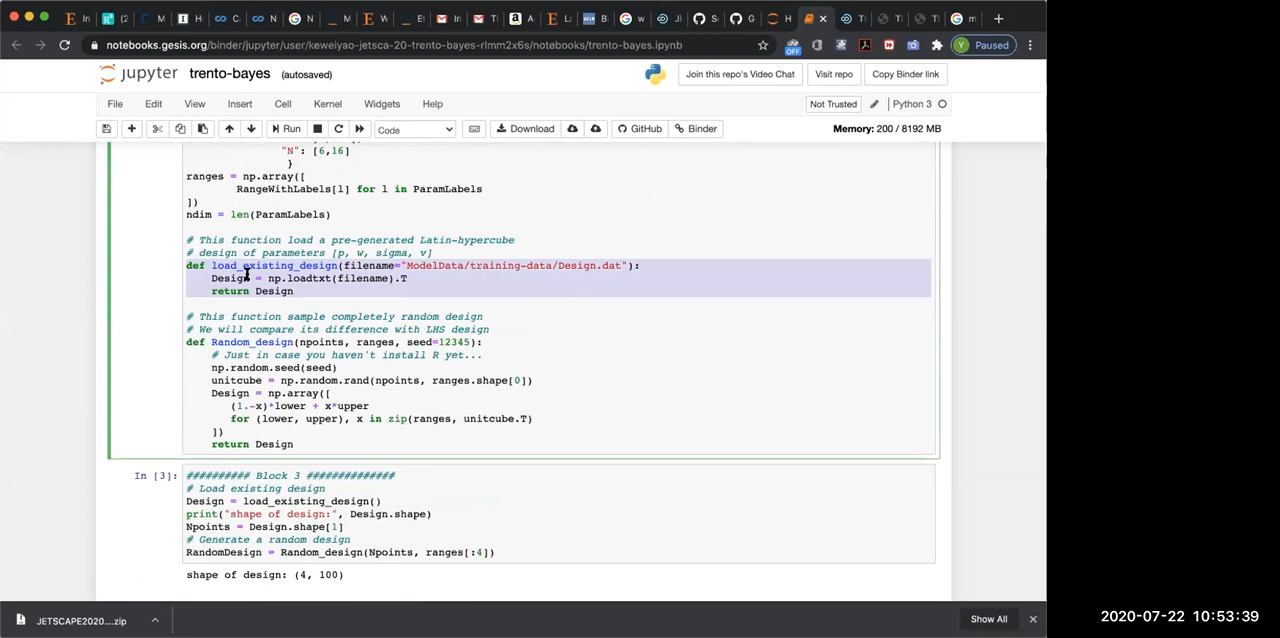 notebooks.gesis.org/binder/jupyter/user/keweiyao-jetsca-20-trento-bayes-rlmm2x6s/notebooks/trento-bayes.ipynb
OFF
Y Paused
jupyter trento-bayes (autosaved)
Join this repo's Video Chat
Visit repo
Copy Binder link
File Edit View Insert Cell Kernel Widgets Help
Not Trusted
Python 3
Run
Code
Download
GitHub
Binder
Memory: 200 / 8192 MB
"N": [6,16]
}
ranges = np.array([
RangeWithLabels[l] for l in ParamLabels
])
ndim = len(ParamLabels)
# This function load a pre-generated Latin-hypercube
# design of parameters [p, w, sigma, v]
def load_existing_design(filename="ModelData/training-data/Design.dat"):
Design = np.loadtxt(filename).T
return Design
# This function sample completely random design
# We will compare its difference with LHS design
def Random_design(npoints, ranges, seed=12345):
# Just in case you haven't install R yet...
np.random.seed(seed)
unitcube = np.random.rand(npoints, ranges.shape[0])
Design = np.array([
(1.-x)*lower + x*upper
for (lower, upper), x in zip(ranges, unitcube.T)
])
return Design
In [3]:
########## Block 3 ##############
# Load existing design
Design = load_existing_design()
print("shape of design:", Design.shape)
Npoints = Design.shape[1]
# Generate a random design
RandomDesign = Random_design(Npoints, ranges[:4])
shape of design: (4, 100)
JETSCAPE2020....zip
Show All
2020-07-22 10:53:39